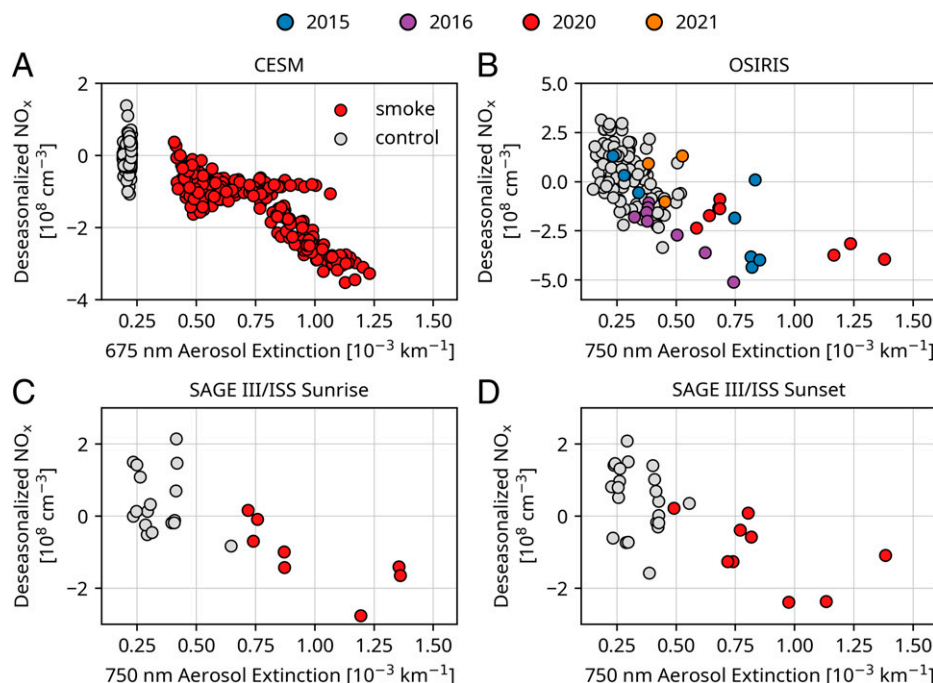 2015 2016 2020 2021
A CESM
Deseasonalized NOₓ
[10⁸ cm⁻³]
2
0
−2
−4
smoke
control
0.25 0.50 0.75 1.00 1.25 1.50
675 nm Aerosol Extinction [10⁻³ km⁻¹]
B OSIRIS
Deseasonalized NOₓ
[10⁸ cm⁻³]
5.0
2.5
0.0
−2.5
−5.0
0.25 0.50 0.75 1.00 1.25 1.50
750 nm Aerosol Extinction [10⁻³ km⁻¹]
C SAGE III/ISS Sunrise
Deseasonalized NOₓ
[10⁸ cm⁻³]
2
0
−2
0.25 0.50 0.75 1.00 1.25 1.50
750 nm Aerosol Extinction [10⁻³ km⁻¹]
D SAGE III/ISS Sunset
Deseasonalized NOₓ
[10⁸ cm⁻³]
2
0
−2
0.25 0.50 0.75 1.00 1.25 1.50
750 nm Aerosol Extinction [10⁻³ km⁻¹]